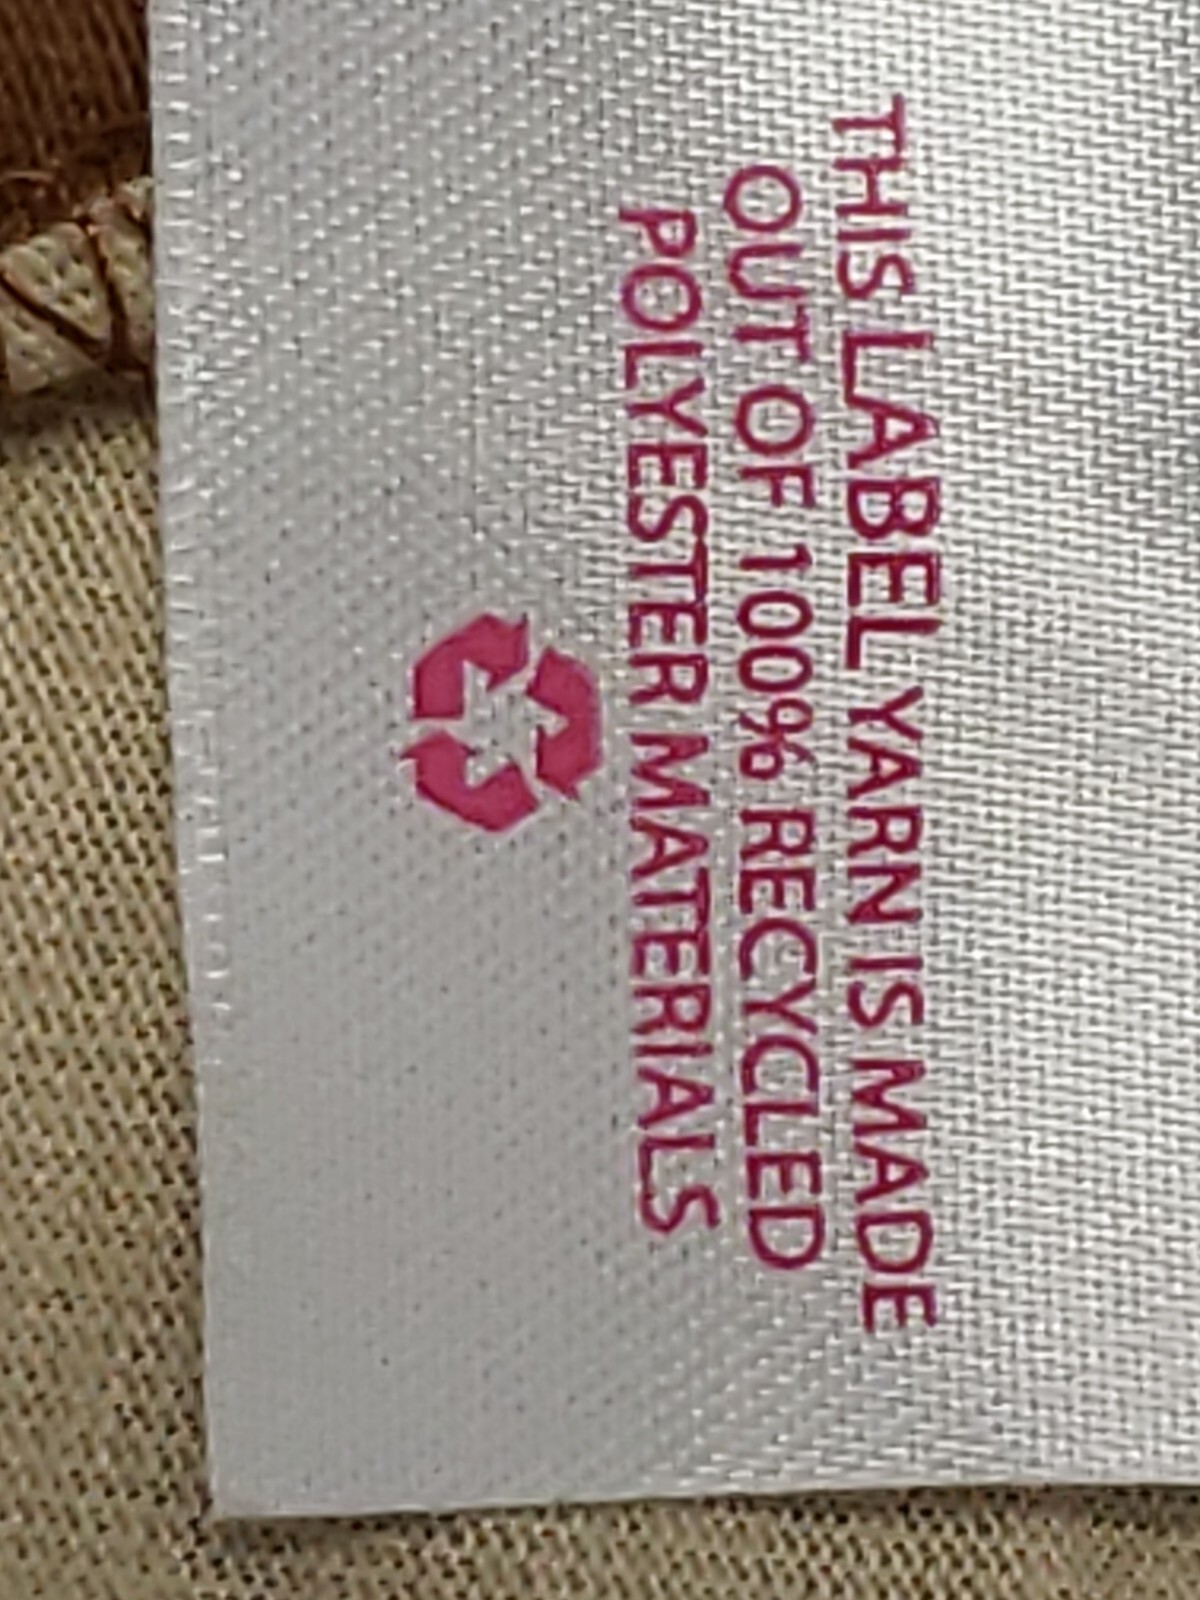 THIS LABEL YARN IS MADE
OUT OF 100% RECYCLED
POLYESTER MATERIALS